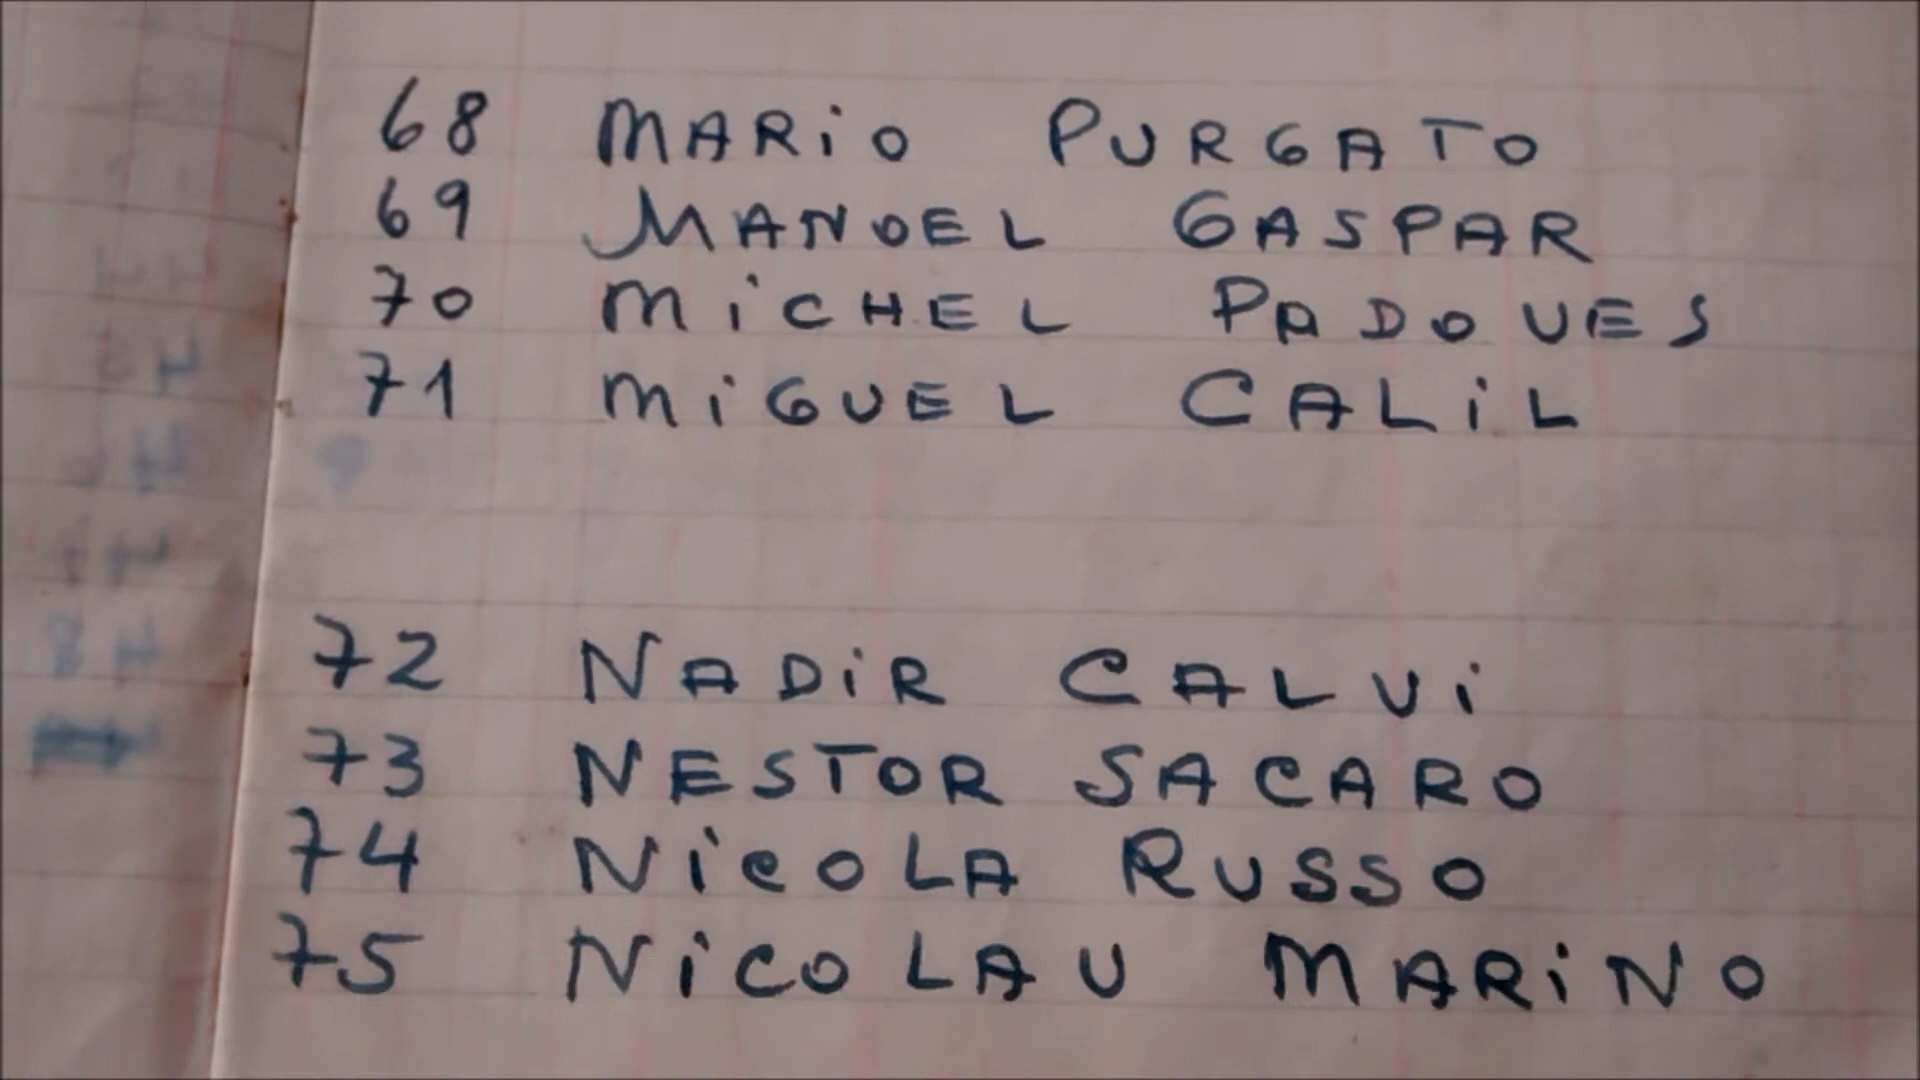 68 MARiO PURGATO
69 MANOEL GASPAR
70 MiCHEL PADOVES
71 MiGUEL CALiL
72 NADiR CALVi
73 NESTOR SACARO
74 NiCOLA RUSSO
75 NiCOLAU MARiNO